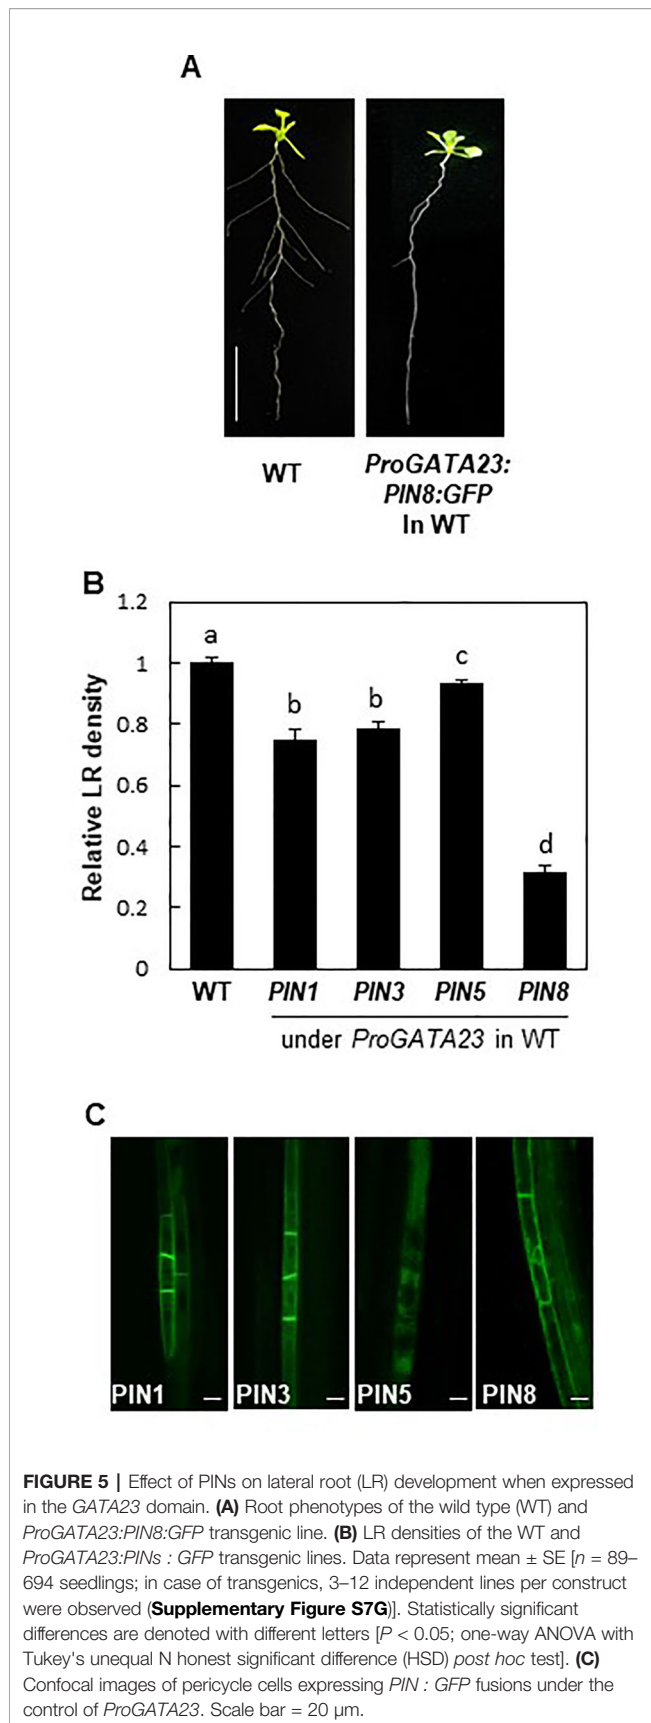 A
WT
ProGATA23:
PIN8:GFP
In WT
B
Relative LR density
1.2
1
0.8
0.6
0.4
0.2
0
a
b
b
c
d
WT PIN1 PIN3 PIN5 PIN8
under ProGATA23 in WT
C
PIN1 PIN3 PIN5 PIN8
FIGURE 5 | Effect of PINs on lateral root (LR) development when expressed
in the GATA23 domain. (A) Root phenotypes of the wild type (WT) and
ProGATA23:PIN8:GFP transgenic line. (B) LR densities of the WT and
ProGATA23:PINs : GFP transgenic lines. Data represent mean ± SE [n = 89–
694 seedlings; in case of transgenics, 3–12 independent lines per construct
were observed (Supplementary Figure S7G)]. Statistically significant
differences are denoted with different letters [P < 0.05; one-way ANOVA with
Tukey's unequal N honest significant difference (HSD) post hoc test]. (C)
Confocal images of pericycle cells expressing PIN : GFP fusions under the
control of ProGATA23. Scale bar = 20 µm.